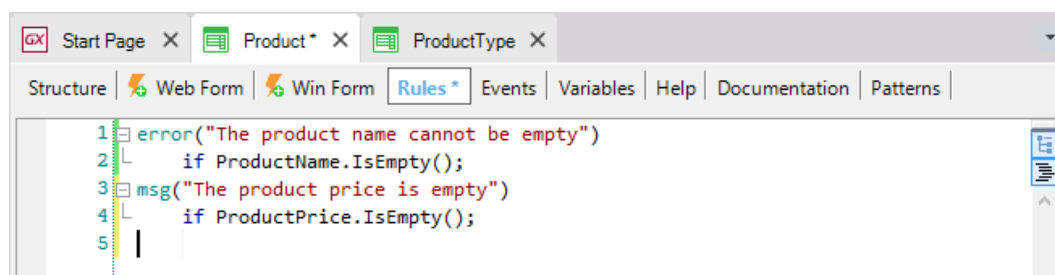 GX Start Page Product* ProductType
Structure Web Form Win Form Rules* Events Variables Help Documentation Patterns
1 error("The product name cannot be empty")
2 if ProductName.IsEmpty();
3 msg("The product price is empty")
4 if ProductPrice.IsEmpty();
5